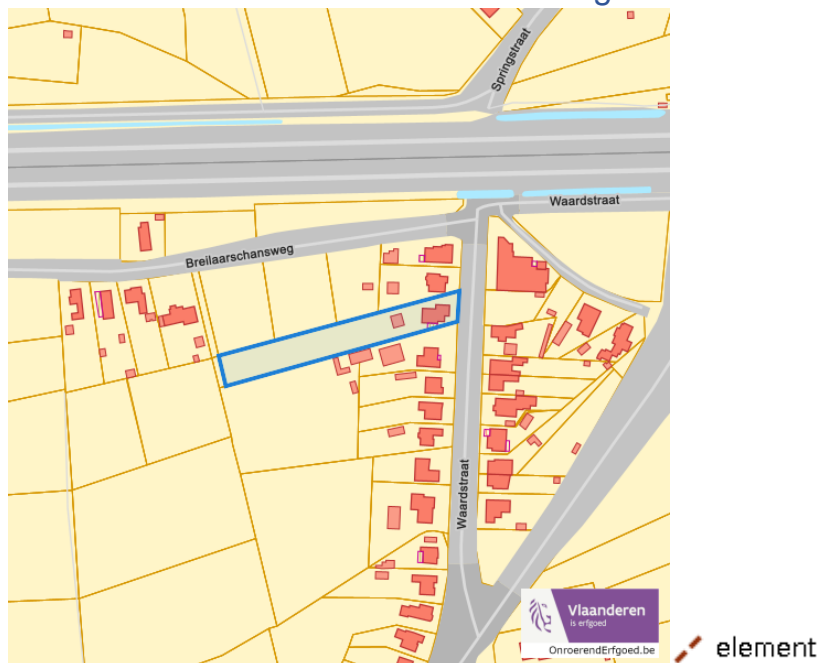 Springstraat
Waardstraat
Breilaarschansweg
Waardstraat
Vlaanderen
is erfgoed
OnroerendErfgoed.be
element